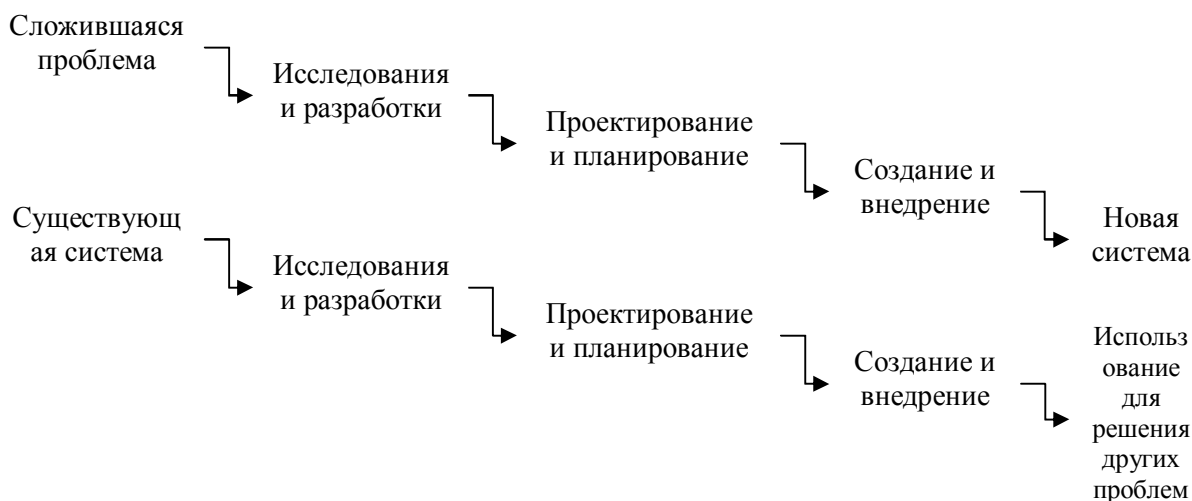 Сложившаяся
проблема
Исследования
и разработки
Проектирование
и планирование
Создание и
внедрение
Новая
система
Существующ
ая система
Исследования
и разработки
Проектирование
и планирование
Создание и
внедрение
Использ
ование
для
решения
других
проблем